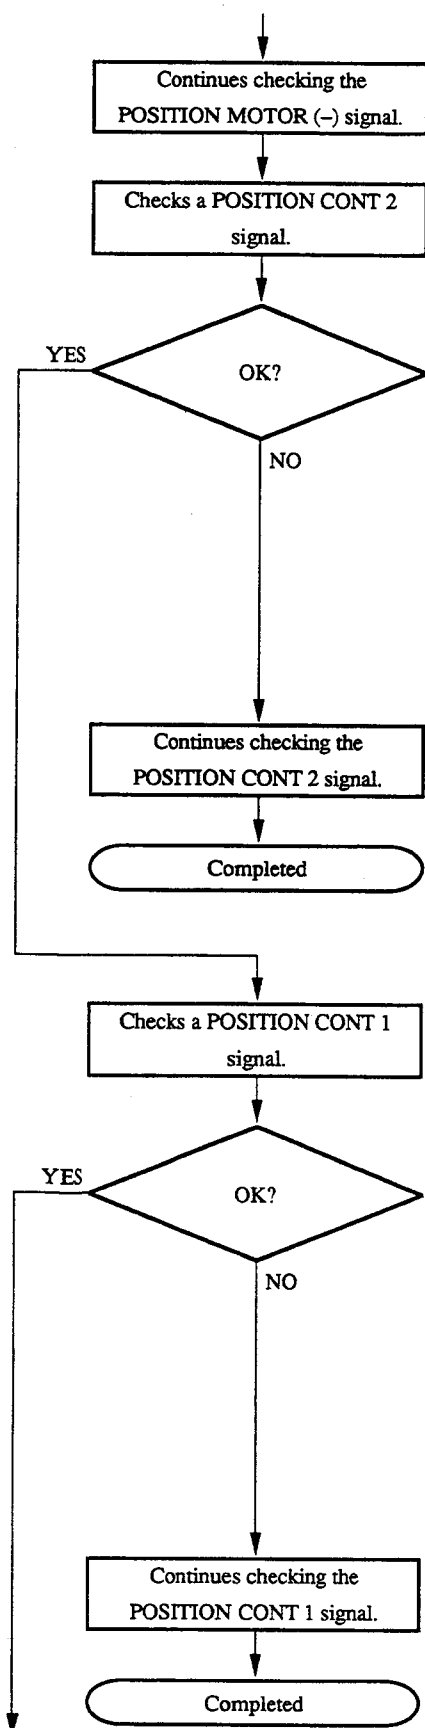 Continues checking the
POSITION MOTOR (–) signal.
Checks a POSITION CONT 2
signal.
YES
OK?
NO
Continues checking the
POSITION CONT 2 signal.
Completed
Checks a POSITION CONT 1
signal.
YES
OK?
NO
Continues checking the
POSITION CONT 1 signal.
Completed